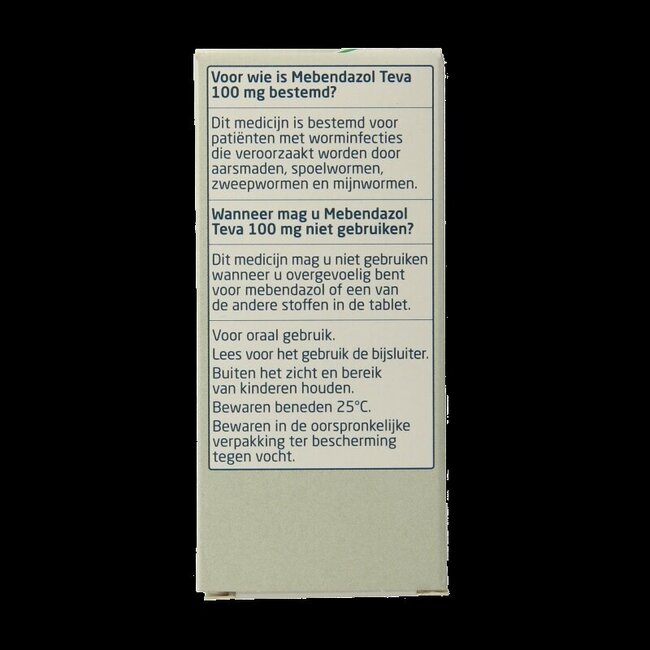 Voor wie is Mebendazol Teva
100 mg bestemd?
Dit medicijn is bestemd voor
patiënten met worminfecties
die veroorzaakt worden door
aarsmaden, spoelwormen,
zweepwormen en mijnwormen.
Wanneer mag u Mebendazol
Teva 100 mg niet gebruiken?
Dit medicijn mag u niet gebruiken
wanneer u overgevoelig bent
voor mebendazol of een van
de andere stoffen in de tablet.
Voor oraal gebruik.
Lees voor het gebruik de bijsluiter.
Buiten het zicht en bereik
van kinderen houden.
Bewaren beneden 25°C.
Bewaren in de oorspronkelijke
verpakking ter bescherming
tegen vocht.